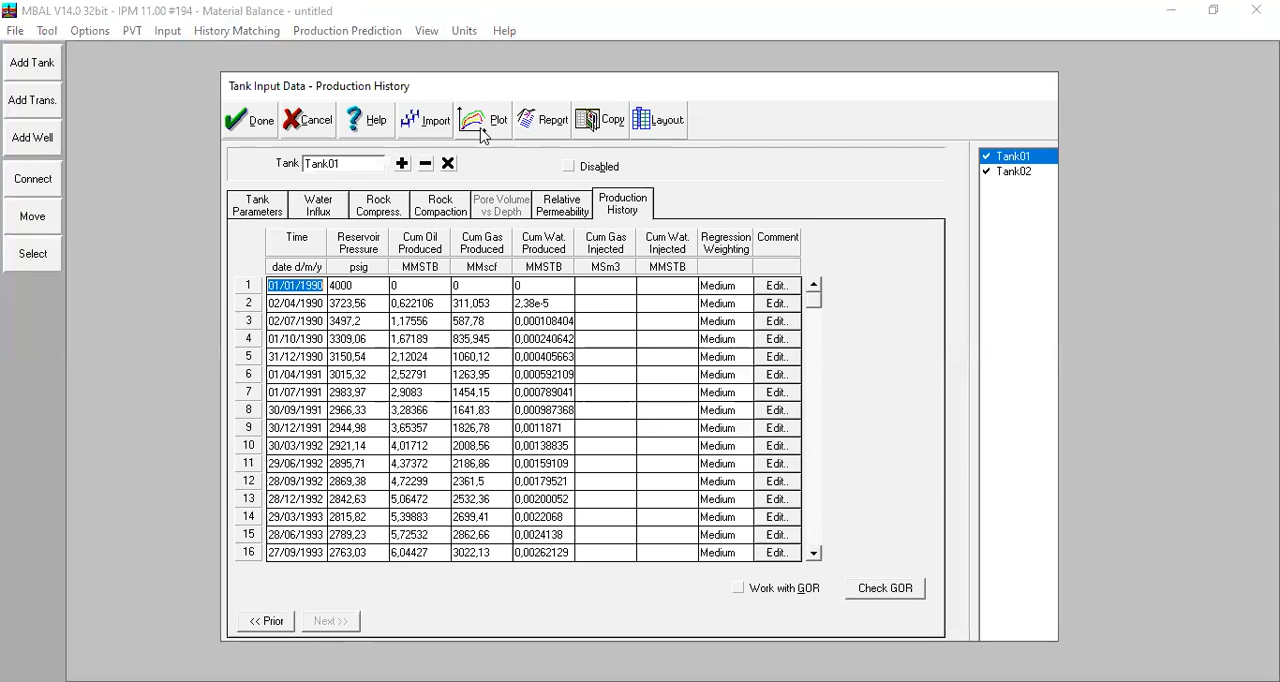 MBAL V14.0 32bit - IPM 11.00 #194 - Material Balance - untitled
File Tool Options PVT Input History Matching Production Prediction View Units Help
Add Tank
Add Trans.
Add Well
Connect
Move
Select
Tank Input Data - Production History
Done Cancel Help Import Plot Report Copy Layout
Tank Tank01 Disabled
Tank01
Tank02
Tank Parameters Water Influx Rock Compress. Rock Compaction Pore Volume vs Depth Relative Permeability Production History
Time Reservoir Pressure Cum Oil Produced Cum Gas Produced Cum Wat. Produced Cum Gas Injected Cum Wat. Injected Regression Weighting Comment
date d/m/y psig MMSTB MMscf MMSTB MSm3 MMSTB
1 01/01/1990 4000 0 0 0 Medium Edit..
2 02/04/1990 3723,56 0,622106 311,053 2,38e-5 Medium Edit..
3 02/07/1990 3497,2 1,17556 587,78 0,000108404 Medium Edit..
4 01/10/1990 3309,06 1,67189 835,945 0,000240642 Medium Edit..
5 31/12/1990 3150,54 2,12024 1060,12 0,000405663 Medium Edit..
6 01/04/1991 3015,32 2,52791 1263,95 0,000592109 Medium Edit..
7 01/07/1991 2983,97 2,9083 1454,15 0,000789041 Medium Edit..
8 30/09/1991 2966,33 3,28366 1641,83 0,000987368 Medium Edit..
9 30/12/1991 2944,98 3,65357 1826,78 0,0011871 Medium Edit..
10 30/03/1992 2921,14 4,01712 2008,56 0,00138835 Medium Edit..
11 29/06/1992 2895,71 4,37372 2186,86 0,00159109 Medium Edit..
12 28/09/1992 2869,38 4,72299 2361,5 0,00179521 Medium Edit..
13 28/12/1992 2842,63 5,06472 2532,36 0,00200052 Medium Edit..
14 29/03/1993 2815,82 5,39883 2699,41 0,0022068 Medium Edit..
15 28/06/1993 2789,23 5,72532 2862,66 0,0024138 Medium Edit..
16 27/09/1993 2763,03 6,04427 3022,13 0,00262129 Medium Edit..
Work with GOR Check GOR
<< Prior Next >>